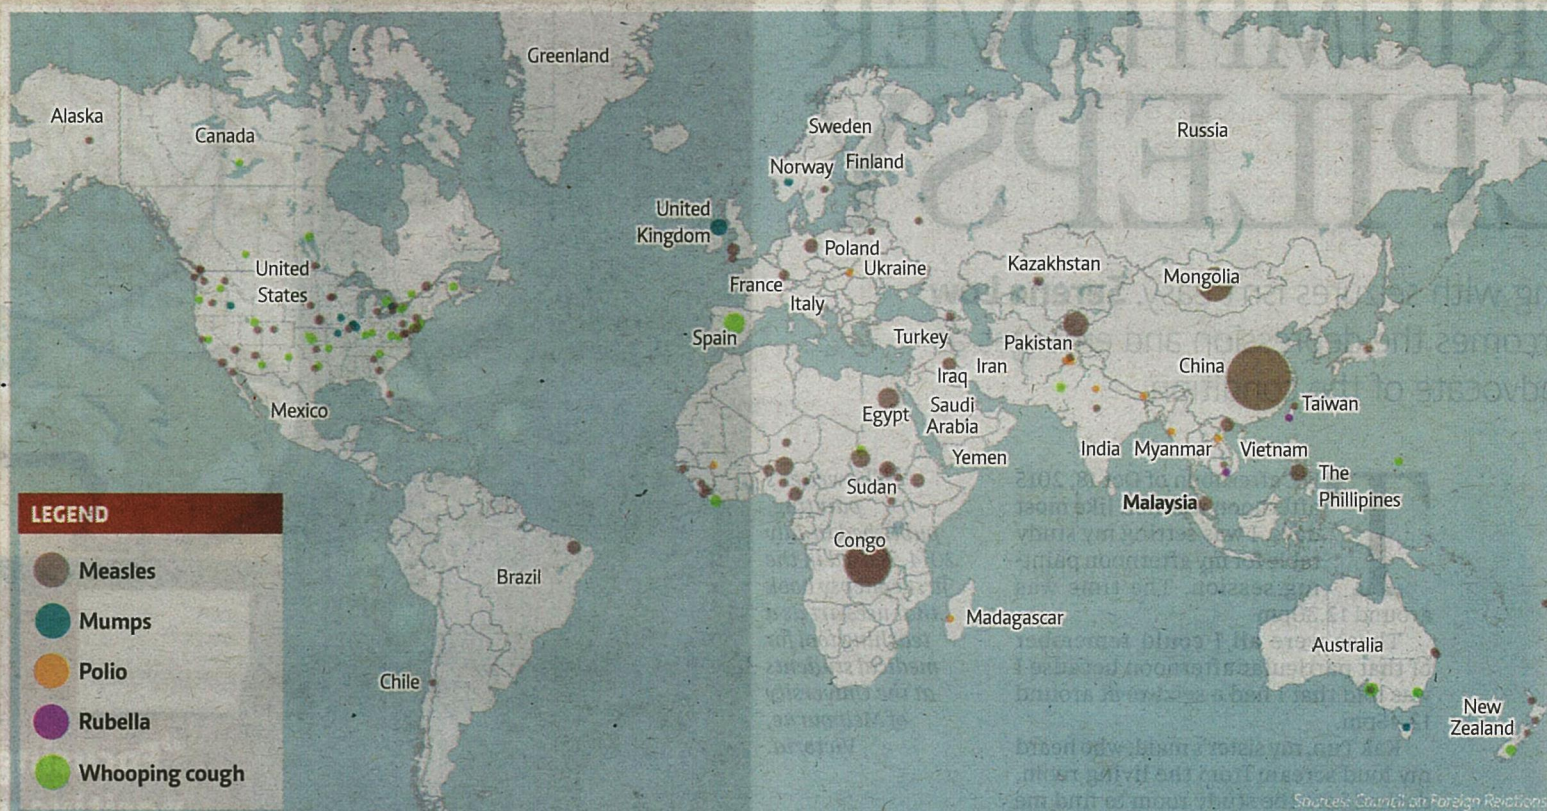 Greenland
Alaska
Canada
Sweden
Russia
Norway
Finland
United
Kingdom
Poland
Ukraine
Kazakhstan
Mongolia
United
States
France
Italy
Spain
Turkey
Pakistan
China
Iraq
Iran
Mexico
Egypt
Saudi
Arabia
Taiwan
India
Myanmar
Vietnam
Yemen
Sudan
The
Phillipines
Malaysia
Congo
Brazil
Madagascar
Australia
Chile
New
Zealand
LEGEND
Measles
Mumps
Polio
Rubella
Whooping cough
Sources: Council on Foreign Relations